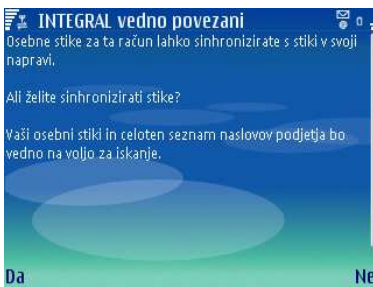 INTEGRAL vedno povezani
Osebne stike za ta račun lahko sinhronizirate s stiki v svoji
napravi.
Ali želite sinhronizirati stike?
Vaši osebni stiki in celoten seznam naslovov podjetja bo
vedno na voljo za iskanje.
Da
Ne